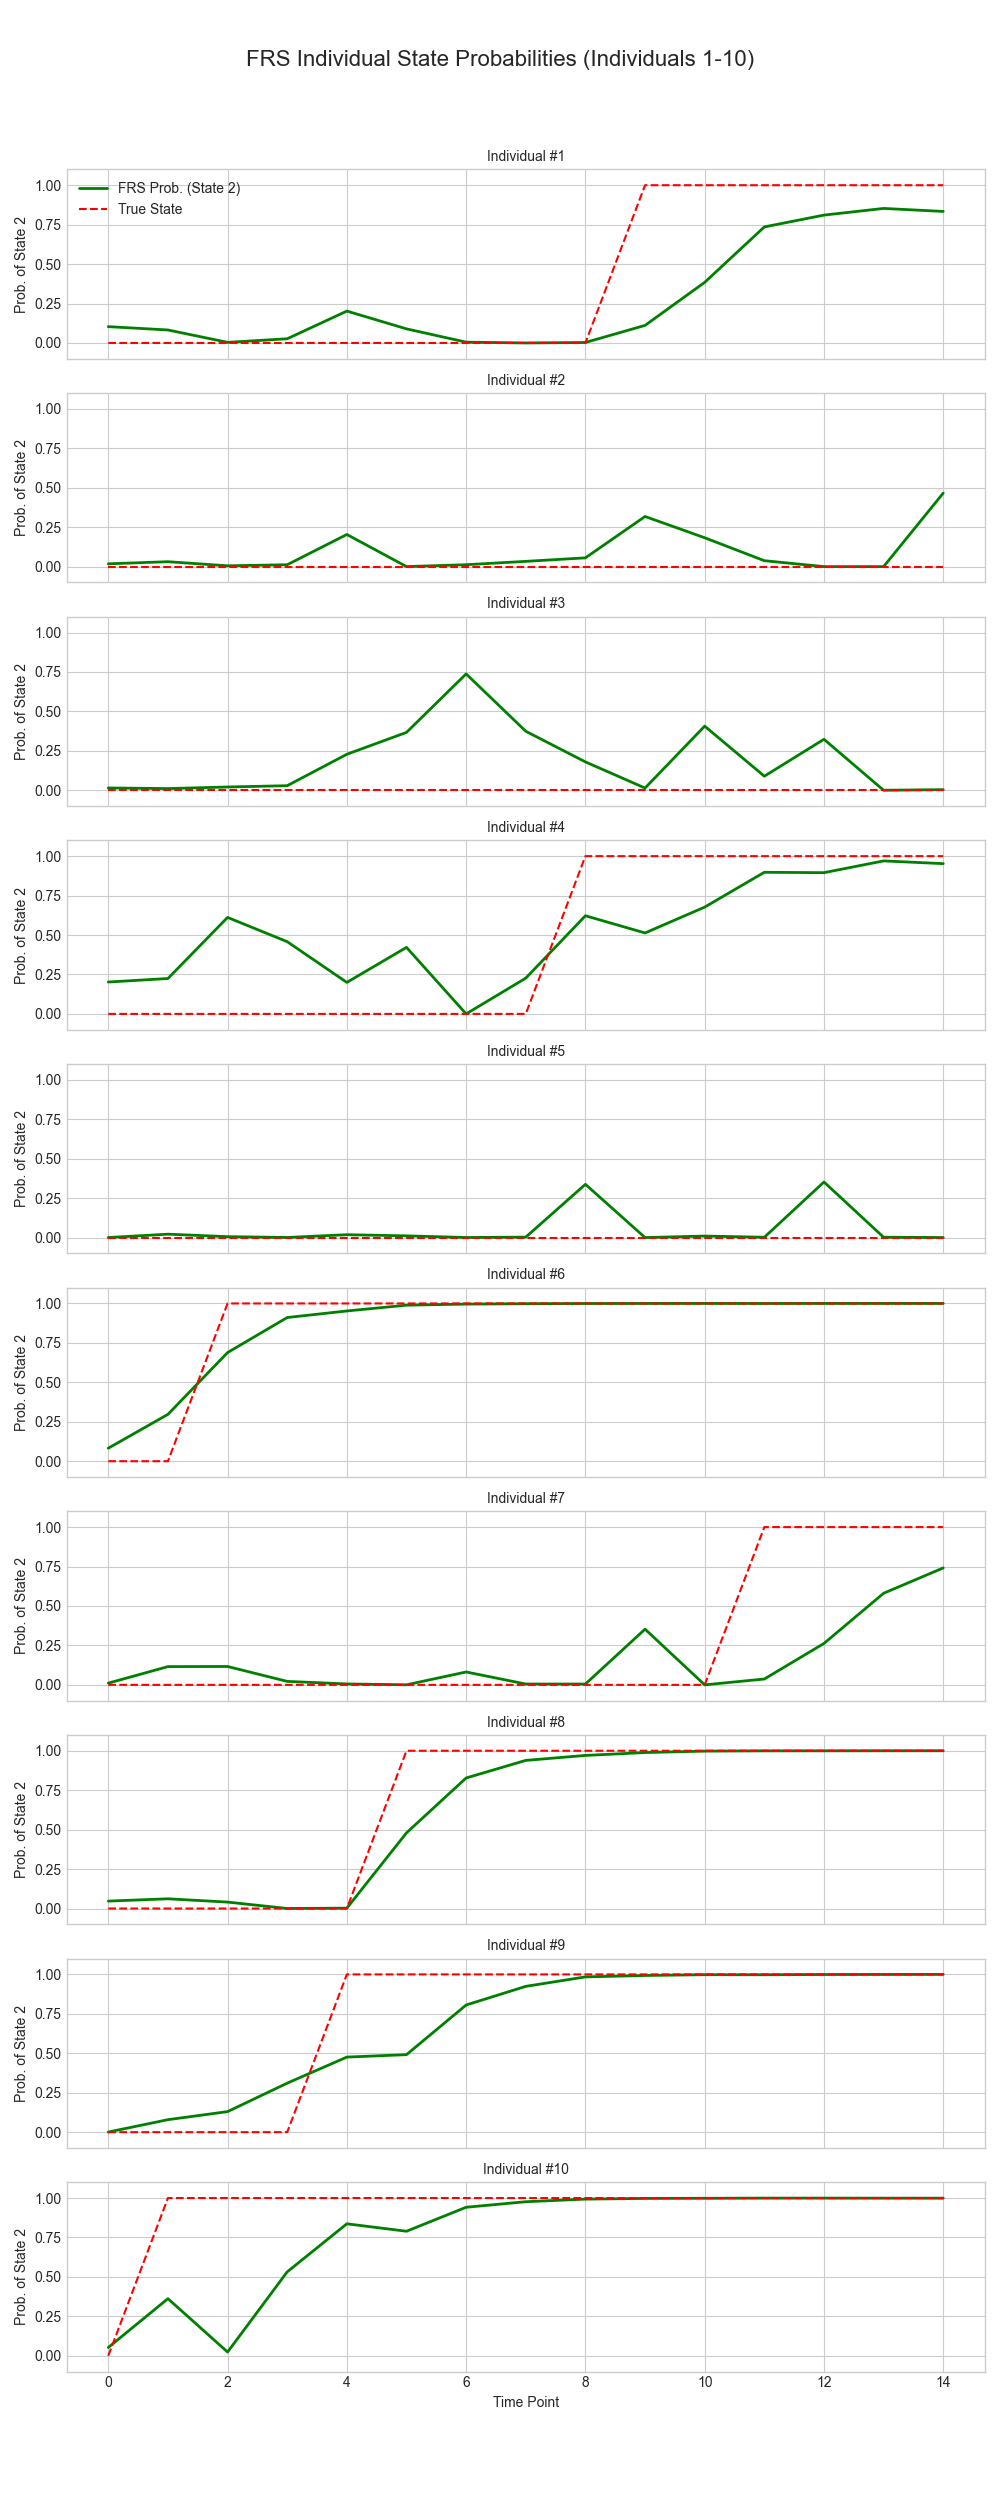 FRS Individual State Probabilities (Individuals 1-10)
Individual #1
FRS Prob. (State 2)
True State
Prob. of State 2
1.00
0.75
0.50
0.25
0.00
Individual #2
Prob. of State 2
1.00
0.75
0.50
0.25
0.00
Individual #3
Prob. of State 2
1.00
0.75
0.50
0.25
0.00
Individual #4
Prob. of State 2
1.00
0.75
0.50
0.25
0.00
Individual #5
Prob. of State 2
1.00
0.75
0.50
0.25
0.00
Individual #6
Prob. of State 2
1.00
0.75
0.50
0.25
0.00
Individual #7
Prob. of State 2
1.00
0.75
0.50
0.25
0.00
Individual #8
Prob. of State 2
1.00
0.75
0.50
0.25
0.00
Individual #9
Prob. of State 2
1.00
0.75
0.50
0.25
0.00
Individual #10
Prob. of State 2
1.00
0.75
0.50
0.25
0.00
0 2 4 6 8 10 12 14
Time Point